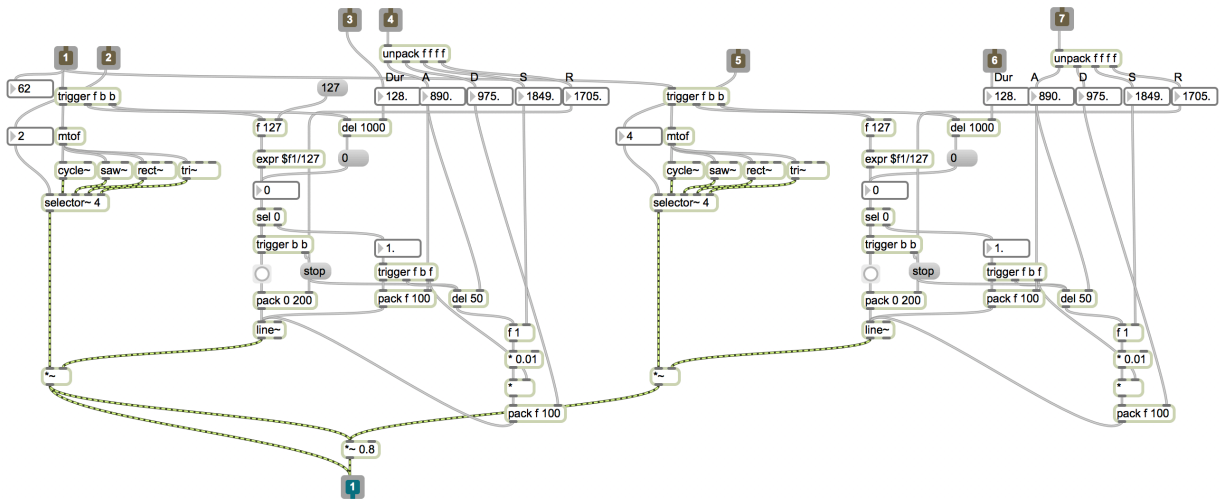 3
4
7
1
2
5
6
unpack f f f f
unpack f f f f
Dur A D S R
Dur A D S R
62
127
128.
890.
975.
1849.
1705.
128.
890.
975.
1849.
1705.
trigger f b b
trigger f b b
f 127
del 1000
f 127
del 1000
2
mtof
4
mtof
expr $f1/127
0
expr $f1/127
0
cycle~
saw~
rect~
tri~
cycle~
saw~
rect~
tri~
0
0
selector~ 4
selector~ 4
sel 0
sel 0
trigger b b
1.
trigger b b
1.
stop
trigger f b f
stop
trigger f b f
pack 0 200
pack f 100
del 50
pack 0 200
pack f 100
del 50
line~
f 1
line~
f 1
* 0.01
* 0.01
*~
*
*~
*
pack f 100
pack f 100
*~ 0.8
1